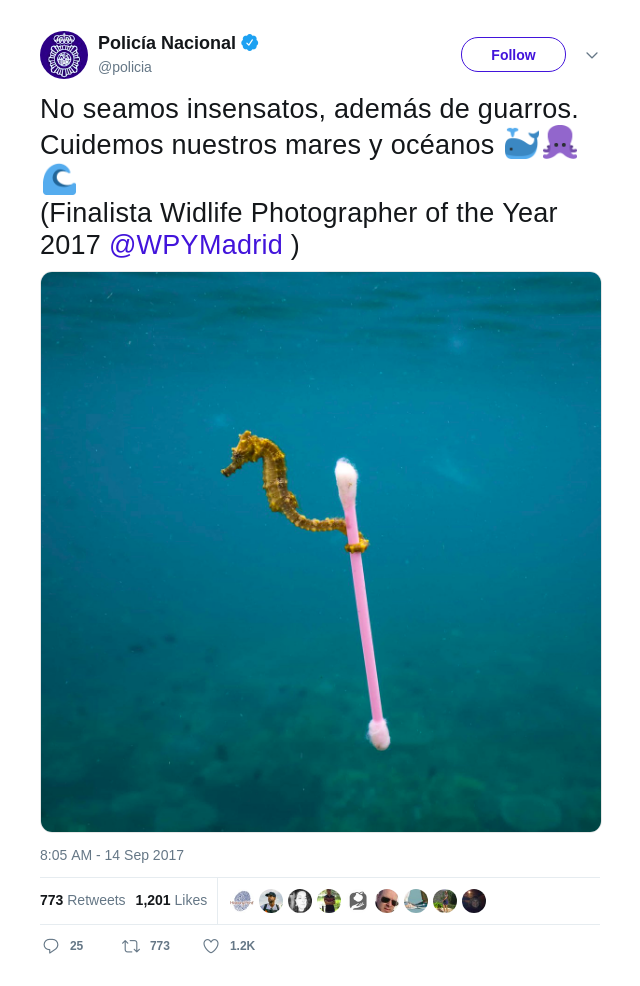 Policía Nacional
@policia
Follow
No seamos insensatos, además de guarros.
Cuidemos nuestros mares y océanos 🐳🐙
🌊
(Finalista Widlife Photographer of the Year
2017 @WPYMadrid )
8:05 AM - 14 Sep 2017
773 Retweets 1,201 Likes
25 773 1.2K